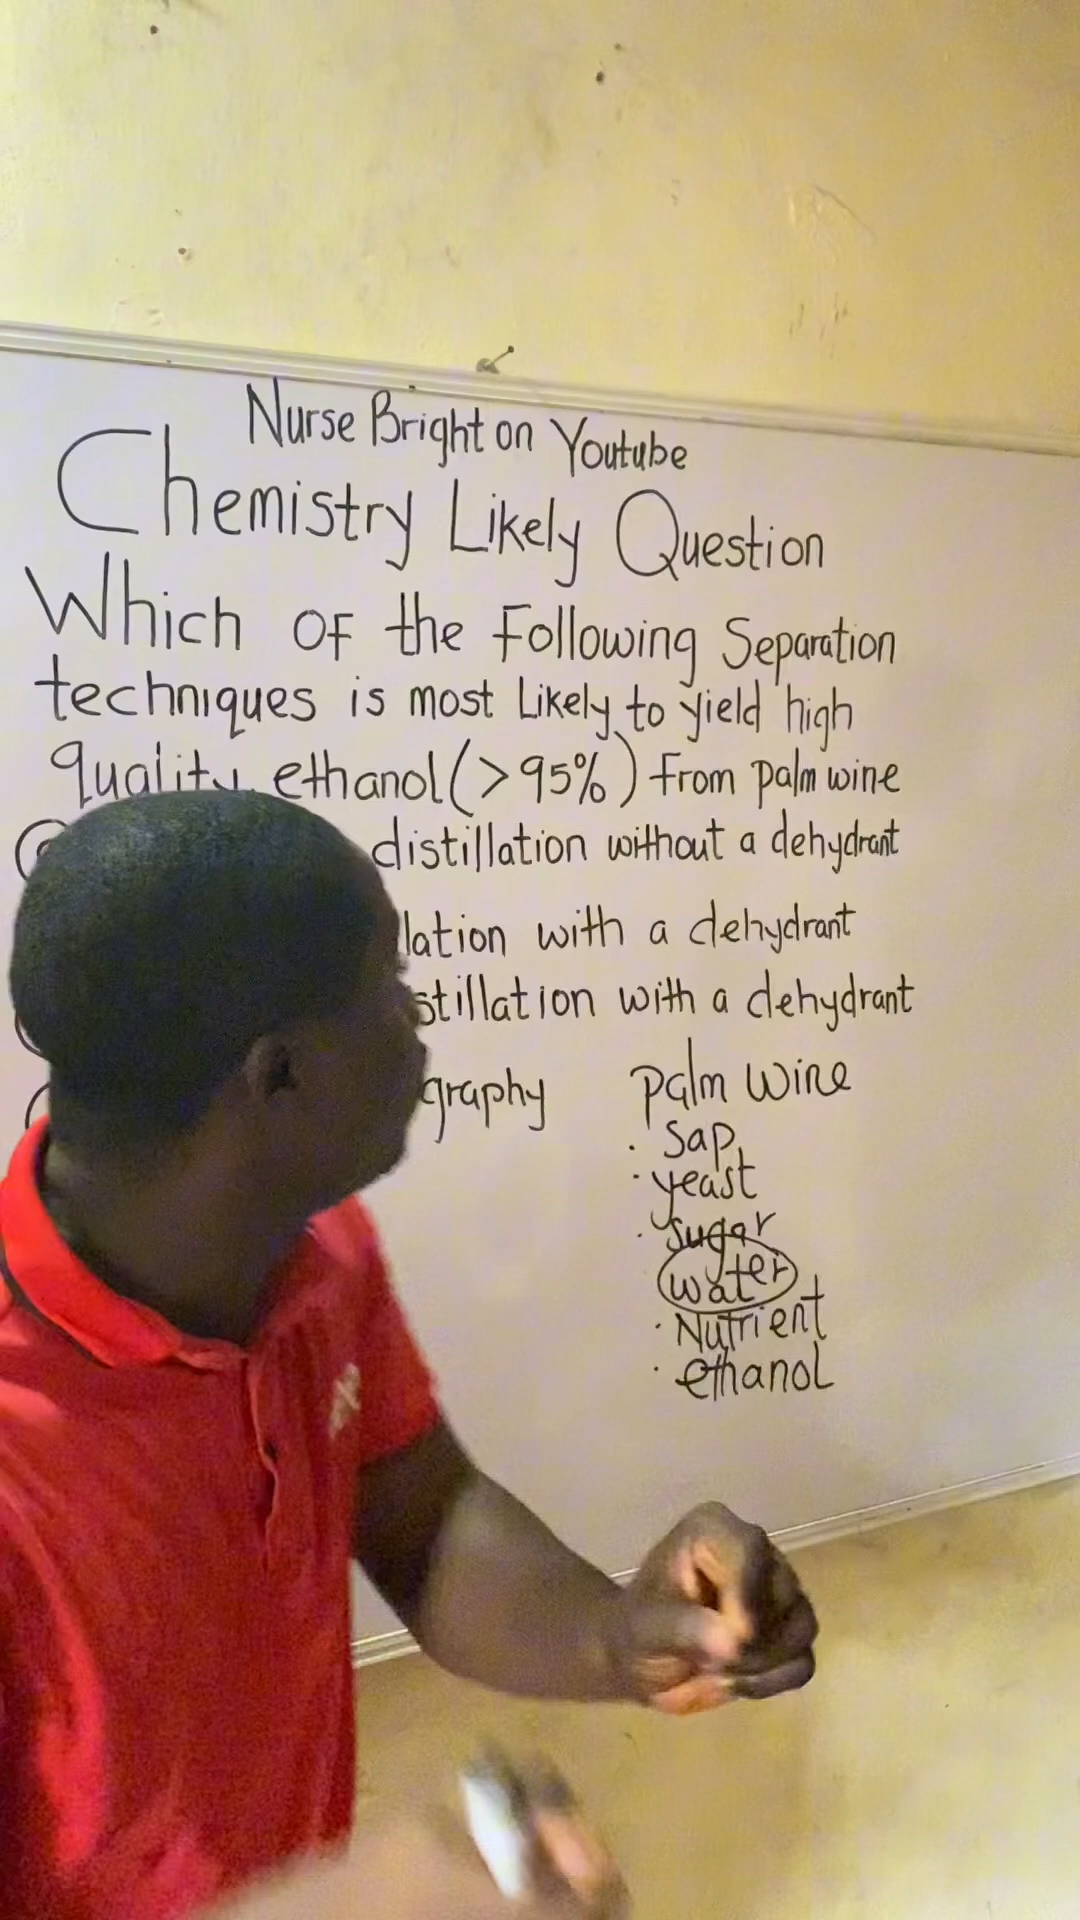 Nurse Bright on Youtube
Chemistry Likely Question
Which OF the Following Separation
techniques is most Likely to yield high
quality ethanol (>95%) From palm wine
distillation without a dehydrant
lation with a dehydrant
stillation with a dehydrant
graphy
palm wine
. Sap
. yeast
. Sugar
water
. Nutrient
. ethanol